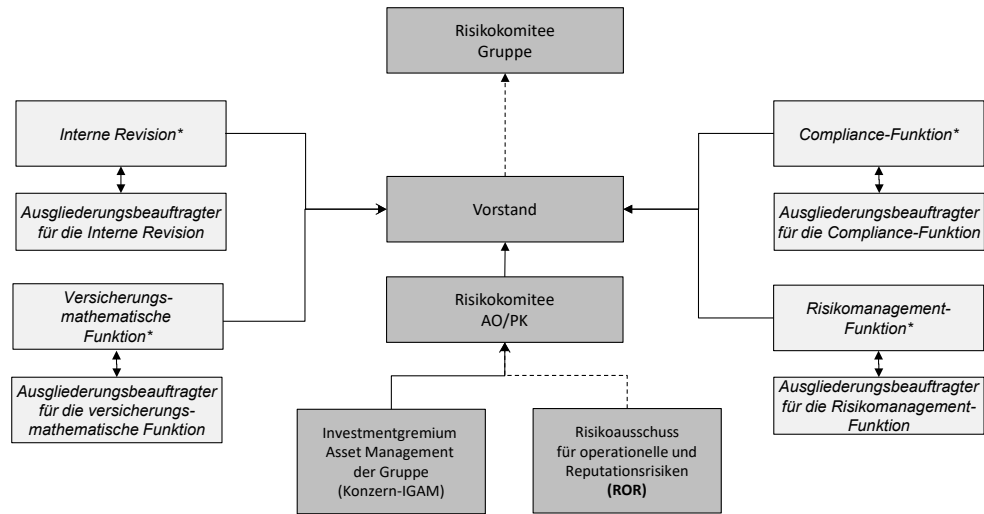 Risikokomitee
Gruppe
Interne Revision*
Ausgliederungsbeauftragter
für die Interne Revision
Compliance-Funktion*
Ausgliederungsbeauftragter
für die Compliance-Funktion
Vorstand
Versicherungs-
mathematische
Funktion*
Ausgliederungsbeauftragter
für die versicherungs-
mathematische Funktion
Risikokomitee
AO/PK
Risikomanagement-
Funktion*
Ausgliederungsbeauftragter
für die Risikomanagement-
Funktion
Investmentgremium
Asset Management
der Gruppe
(Konzern-IGAM)
Risikoausschuss
für operationelle und
Reputationsrisiken
(ROR)